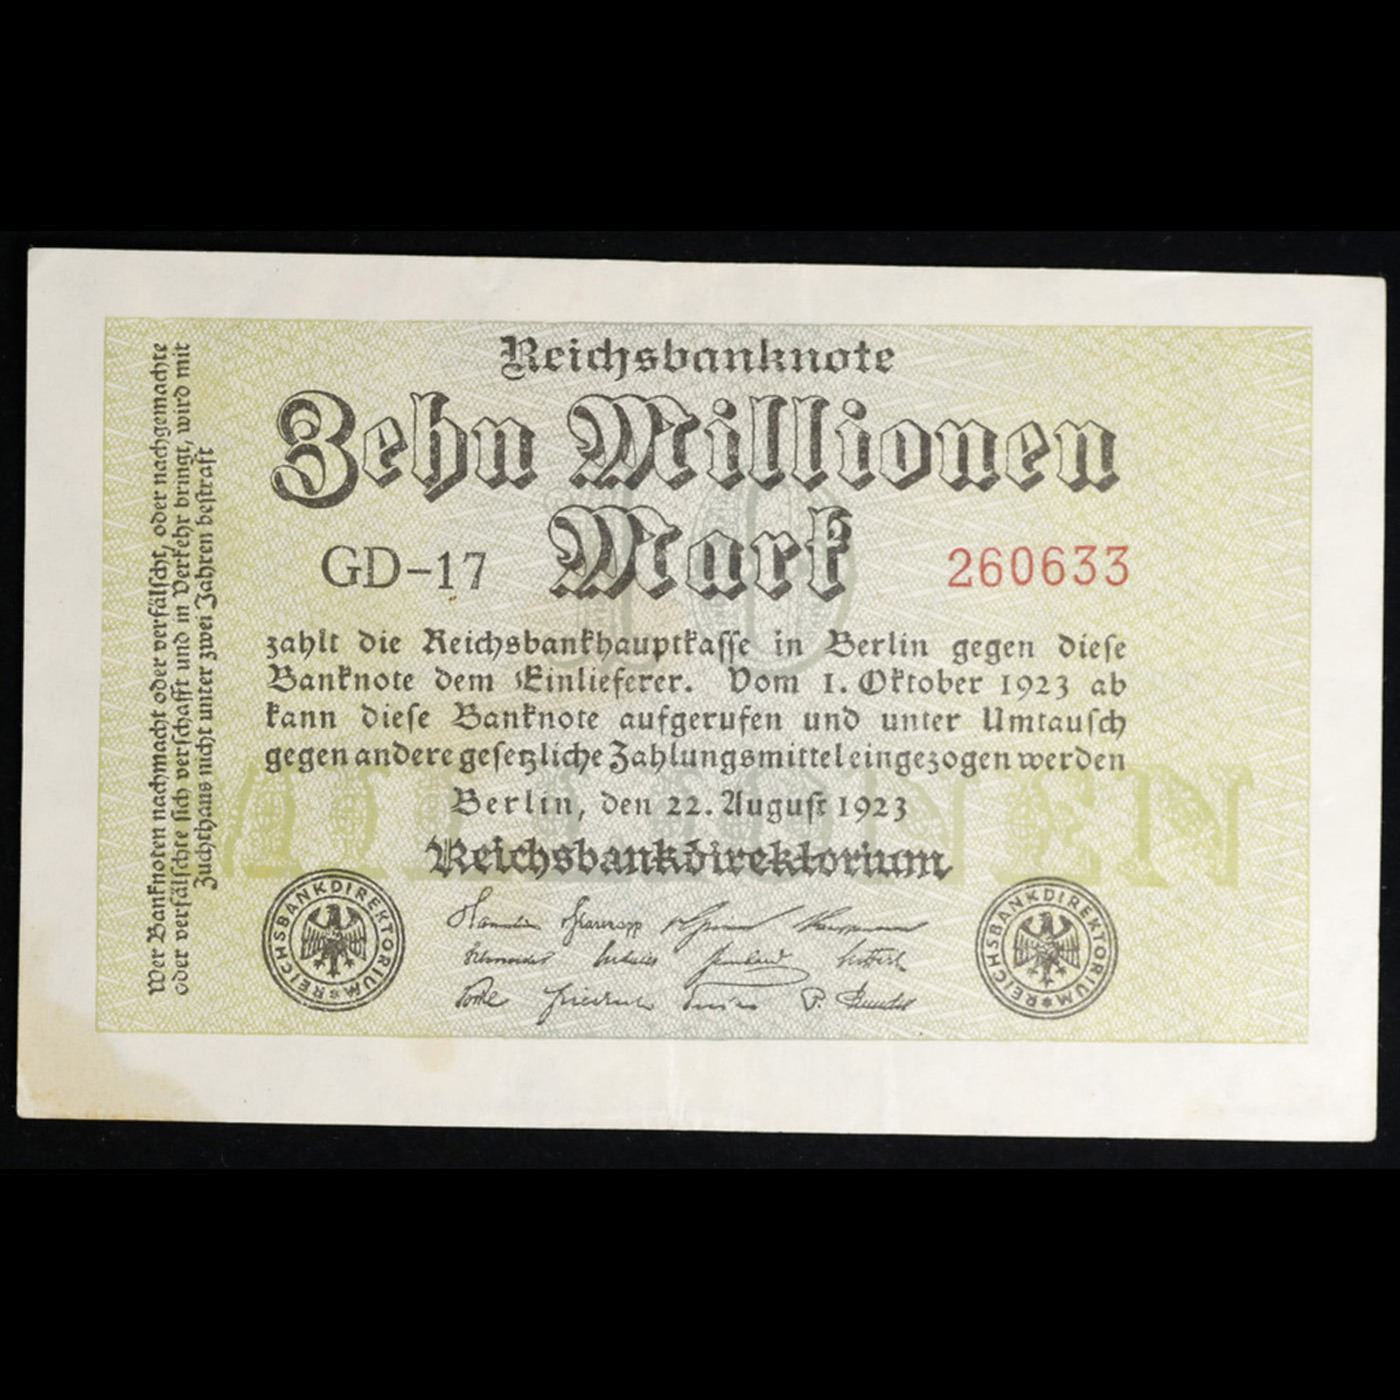 Reichsbanknote
Zehn Millionen
Mark
GD-17
260633
zahlt die Reichsbankhauptkasse in Berlin gegen diese
Banknote dem Einlieferer. Vom 1. Oktober 1923 ab
kann diese Banknote aufgerufen und unter Umtausch
gegen andere gesetzliche Zahlungsmittel eingezogen werden
Berlin, den 22. August 1923
Reichsbankdirektorium
Wer Banknoten nachmacht oder verfälscht, oder nachgemachte
oder verfälschte sich verschafft und in Verkehr bringt, wird mit
Zuchthaus nicht unter zwei Jahren bestraft
REICHSBANKDIREKTORIUM
REICHSBANKDIREKTORIUM
10